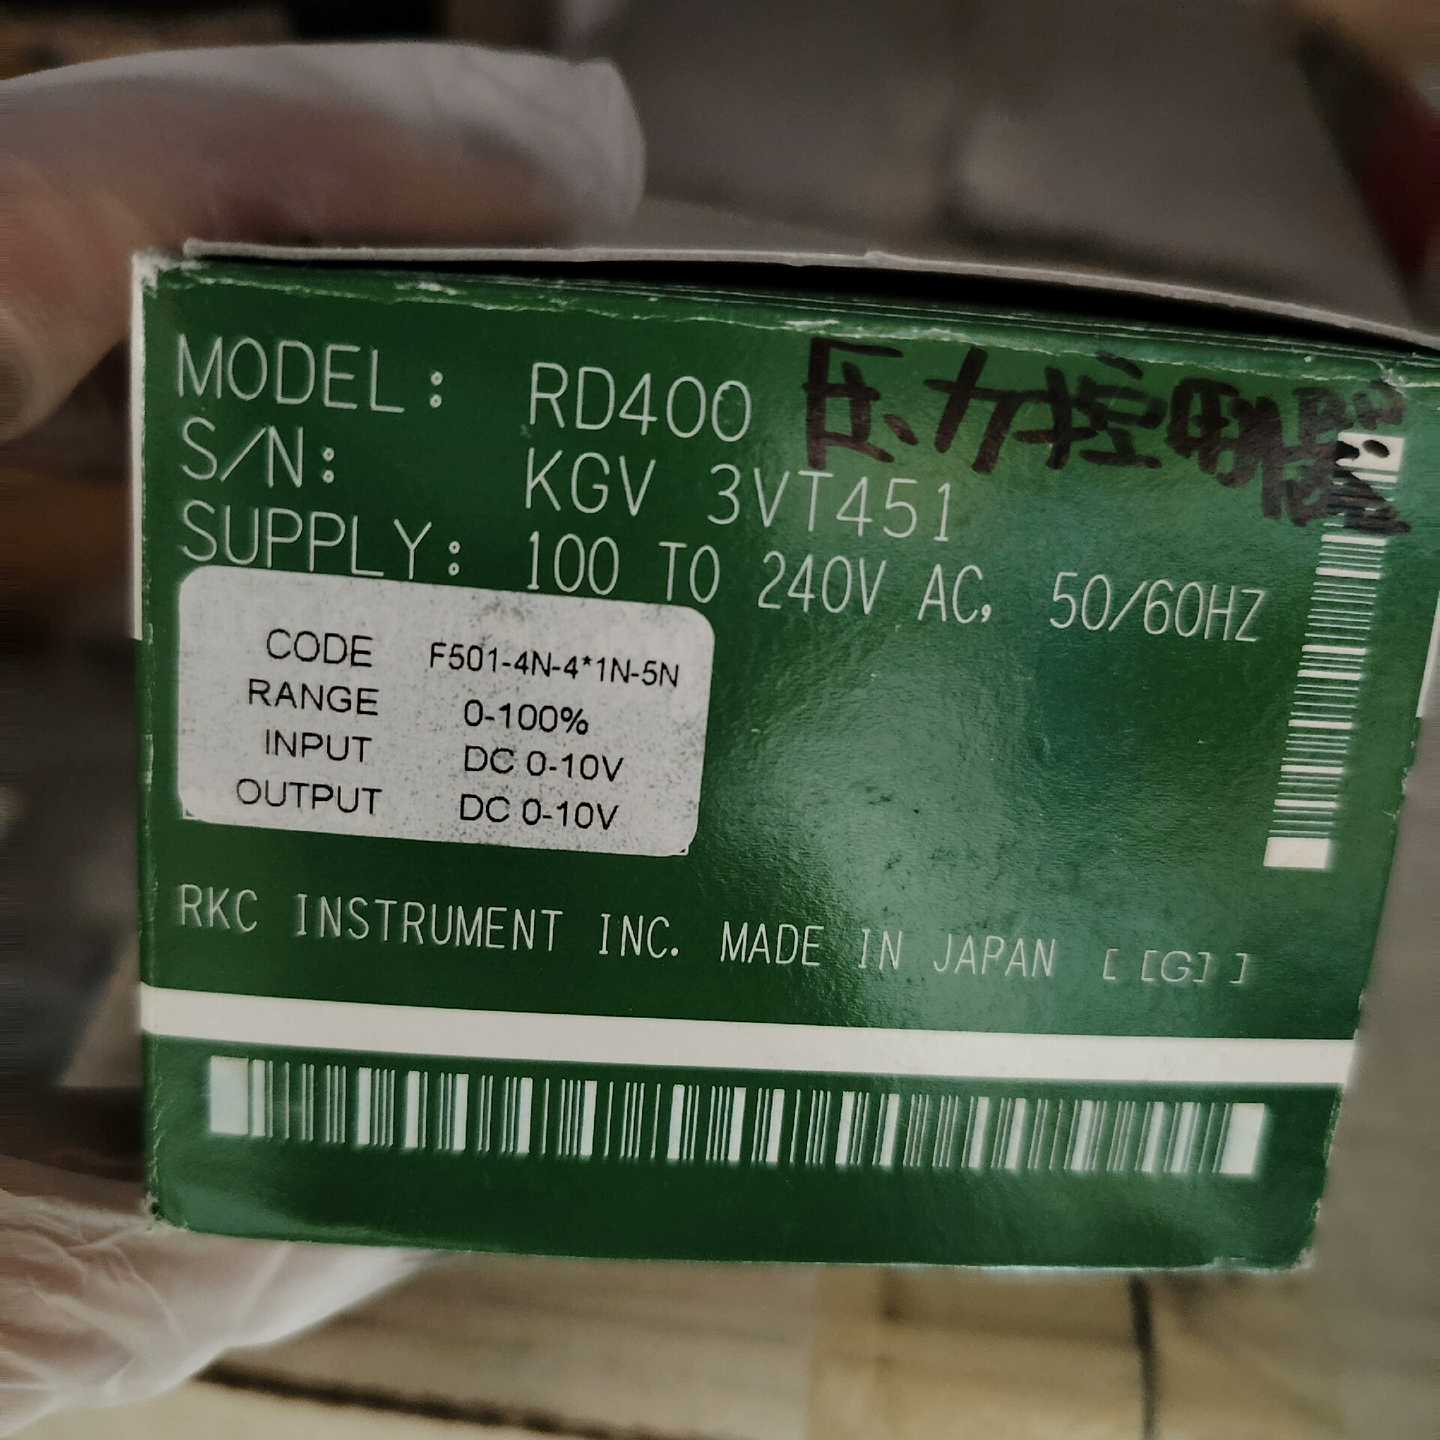 MODEL: RD400 压力控制
S/N: KGV 3VT451
SUPPLY: 100 TO 240V AC, 50/60HZ
CODE F501-4N-4*1N-5N
RANGE 0-100%
INPUT DC 0-10V
OUTPUT DC 0-10V
RKC INSTRUMENT INC. MADE IN JAPAN [ [G] ]